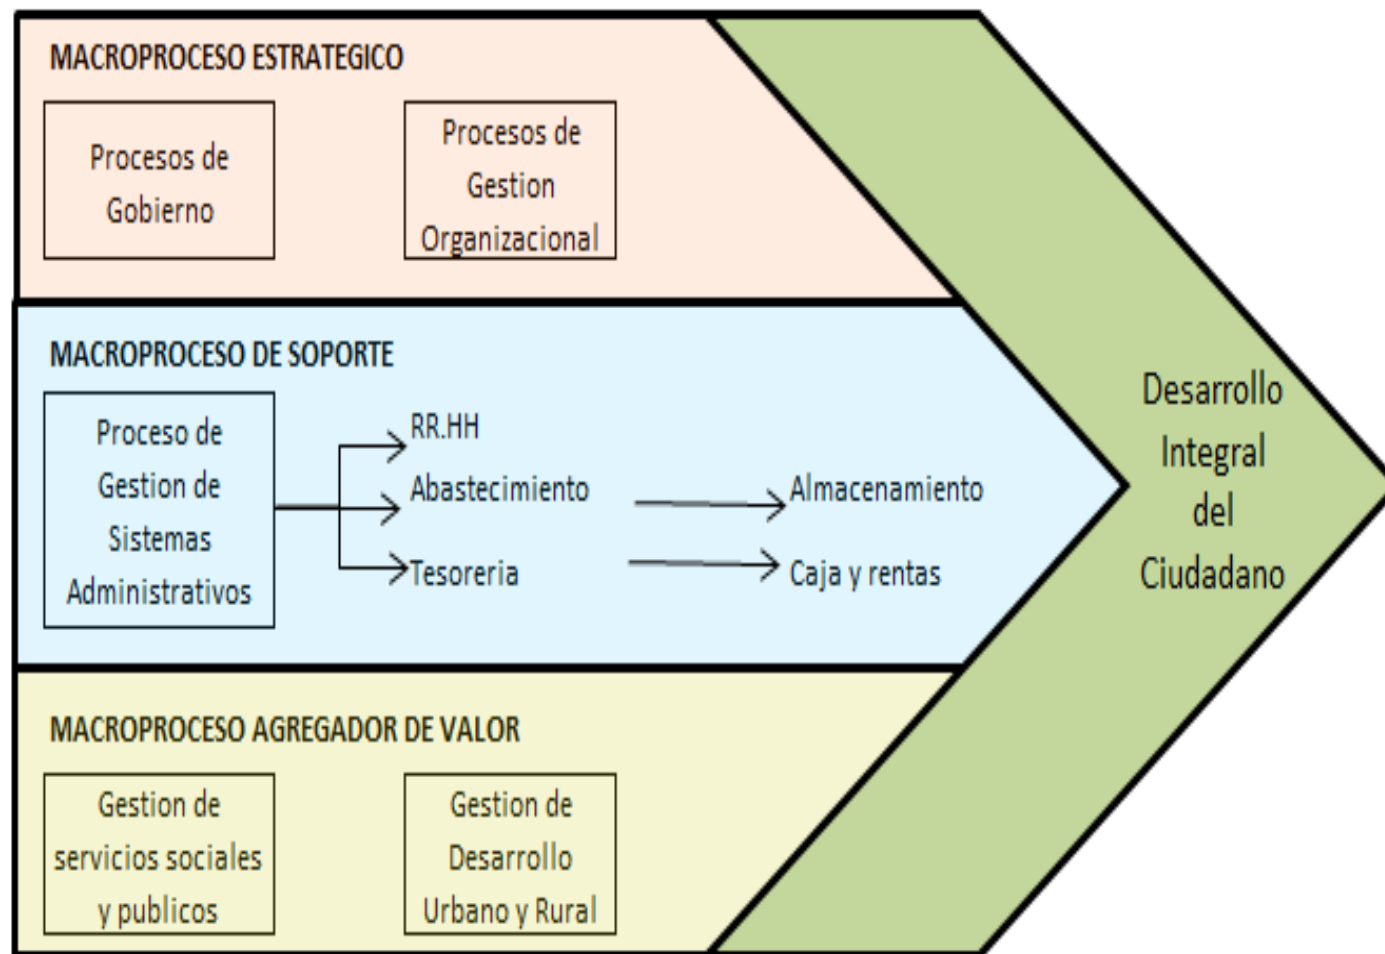 MACROPROCESO ESTRATEGICO
Procesos de
Gobierno
Procesos de
Gestion
Organizacional
MACROPROCESO DE SOPORTE
Proceso de
Gestion de
Sistemas
Administrativos
RR.HH
Abastecimiento
Almacenamiento
Tesoreria
Caja y rentas
MACROPROCESO AGREGADOR DE VALOR
Gestion de
servicios sociales
y publicos
Gestion de
Desarrollo
Urbano y Rural
Desarrollo
Integral
del
Ciudadano